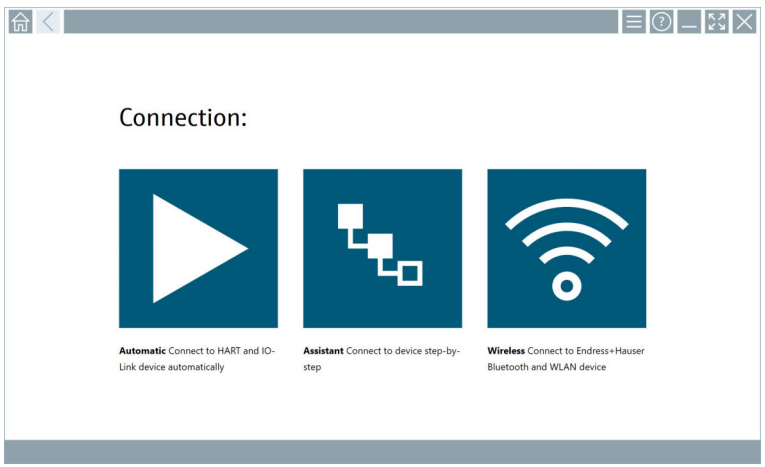 Connection:
Automatic Connect to HART and IO-
Link device automatically
Assistant Connect to device step-by-
step
Wireless Connect to Endress+Hauser
Bluetooth and WLAN device